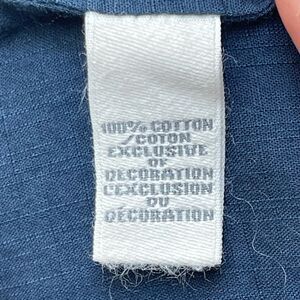 100% COTTON
/COTON
EXCLUSIVE
OF
DECORATION
L'EXCLUSION
DU
DÉCORATION